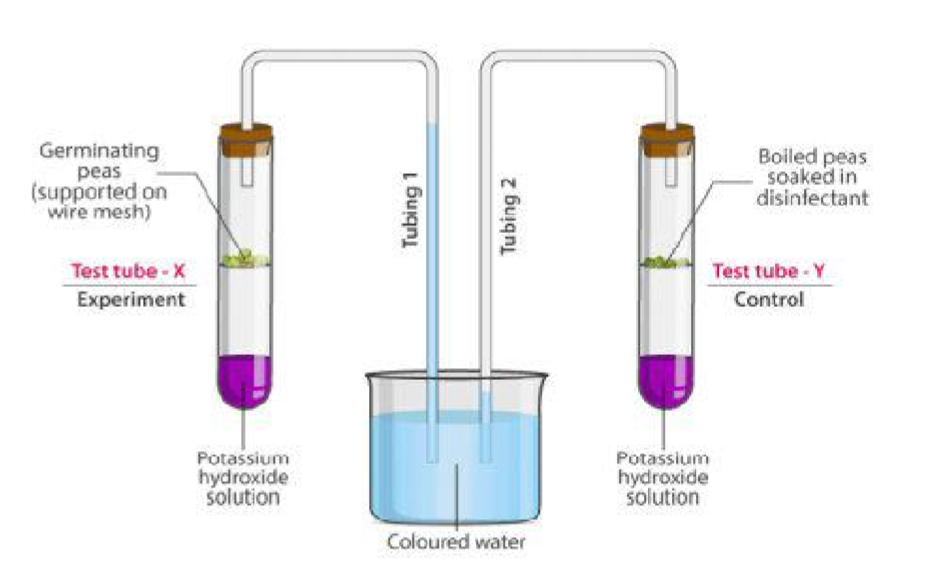 Germinating
peas
(supported on
wire mesh)
Test tube - X
Experiment
Potassium
hydroxide
solution
Tubing 1
Tubing 2
Coloured water
Boiled peas
soaked in
disinfectant
Test tube - Y
Control
Potassium
hydroxide
solution